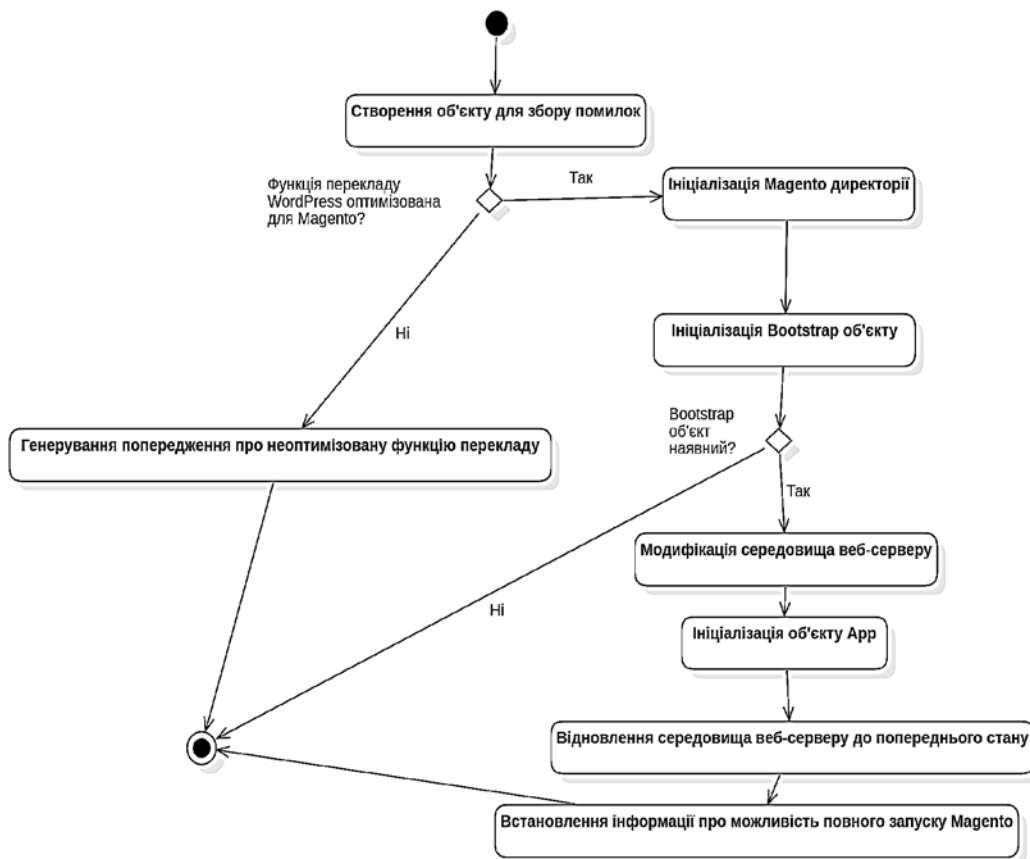 Створення об'єкту для збору помилок
Функція перекладу
WordPress оптимізована
для Magento?
Так
Ініціалізація Magento директорії
Ні
Ініціалізація Bootstrap об'єкту
Генерування попередження про неоптимізовану функцію перекладу
Bootstrap
об'єкт
наявний?
Так
Модифікація середовища веб-серверу
Ні
Ініціалізація об'єкту App
Відновлення середовища веб-серверу до попереднього стану
Встановлення інформації про можливість повного запуску Magento